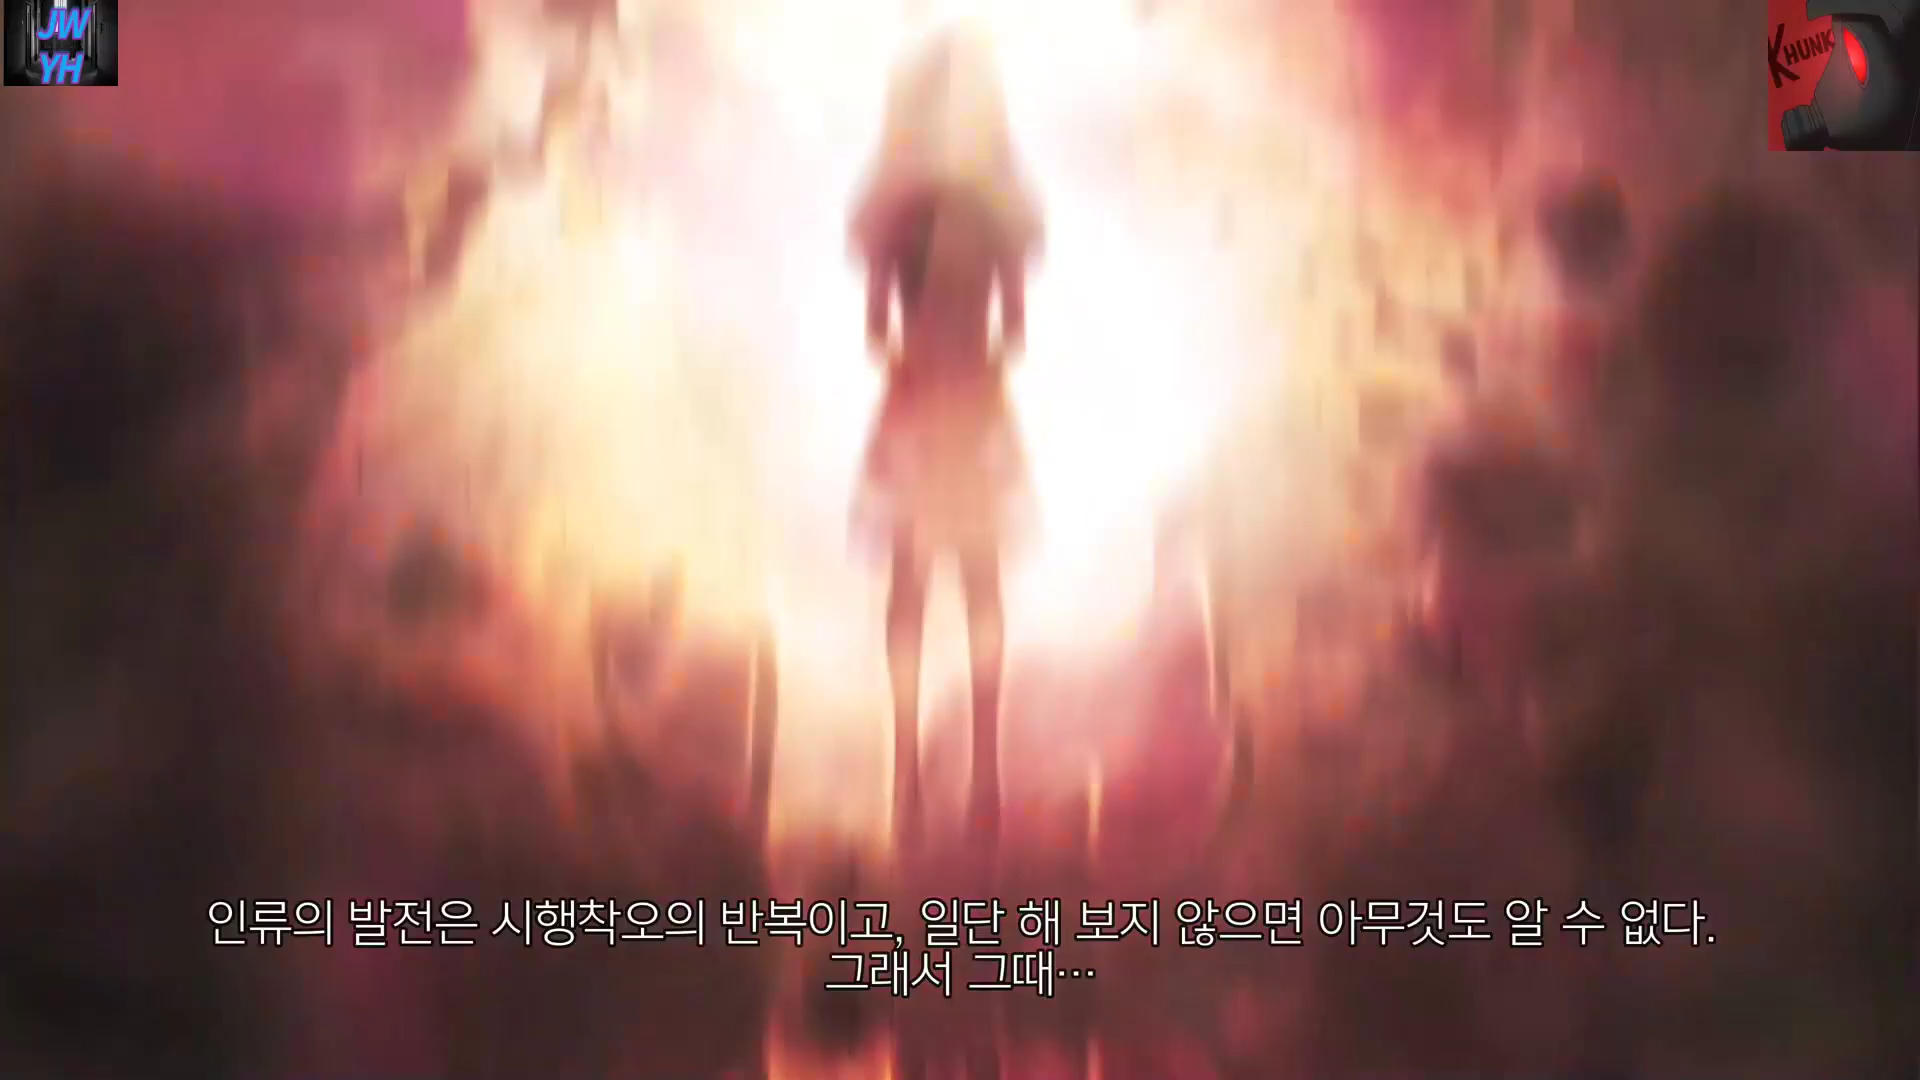 JW
YH
KHUNK
인류의 발전은 시행착오의 반복이고, 일단 해 보지 않으면 아무것도 알 수 없다.
그래서 그때…